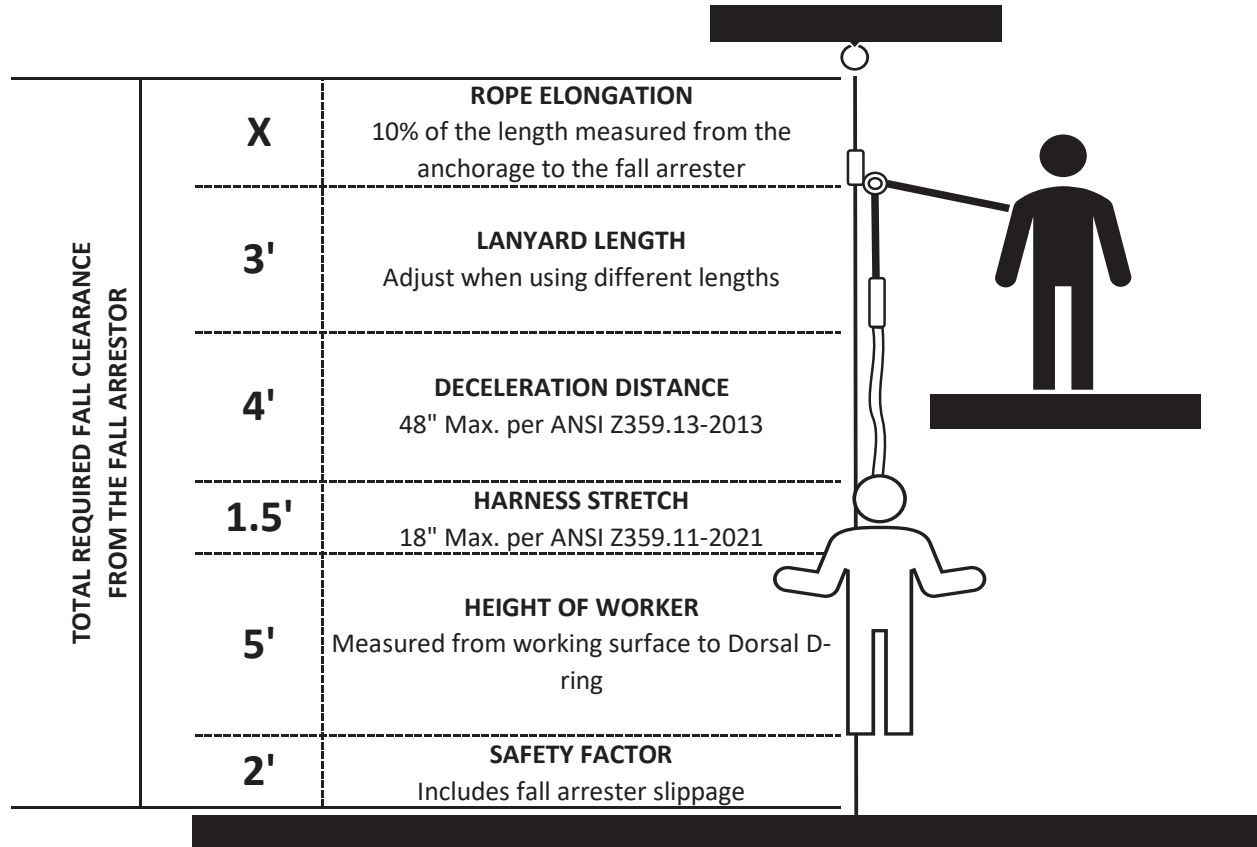 TOTAL REQUIRED FALL CLEARANCE
FROM THE FALL ARRESTOR
X
ROPE ELONGATION
10% of the length measured from the
anchorage to the fall arrester
3'
LANYARD LENGTH
Adjust when using different lengths
4'
DECELERATION DISTANCE
48" Max. per ANSI Z359.13-2013
1.5'
HARNESS STRETCH
18" Max. per ANSI Z359.11-2021
5'
HEIGHT OF WORKER
Measured from working surface to Dorsal D-
ring
2'
SAFETY FACTOR
Includes fall arrester slippage